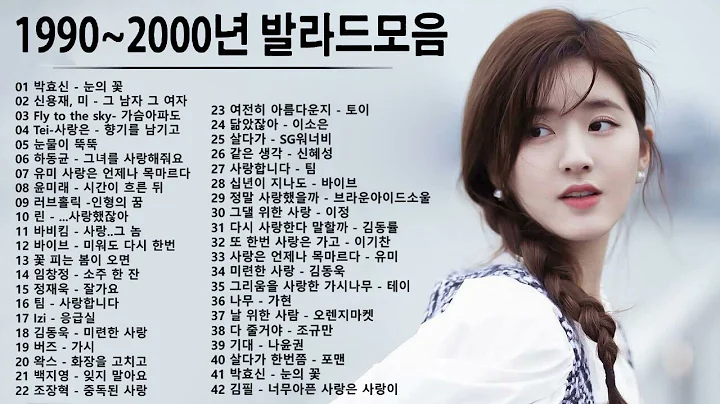 1990~2000년 발라드모음
01 박효신 - 눈의 꽃
02 신용재, 미 - 그 남자 그 여자
03 Fly to the sky- 가슴아파도
04 Tei-사랑은 - 향기를 남기고
05 눈물이 뚝뚝
06 하동균 - 그녀를 사랑해줘요
07 유미 사랑은 언제나 목마르다
08 윤미래 - 시간이 흐른 뒤
09 러브홀릭 -인형의 꿈
10 린 - ...사랑했잖아
11 바비킴 - 사랑..그 놈
12 바이브 - 미워도 다시 한번
13 꽃 피는 봄이 오면
14 임창정 - 소주 한 잔
15 정재욱 - 잘가요
16 팀 - 사랑합니다
17 Izi - 응급실
18 김동욱 - 미련한 사랑
19 버즈 - 가시
20 왁스 - 화장을 고치고
21 백지영 - 잊지 말아요
22 조장혁 - 중독된 사랑
23 여전히 아름다운지 - 토이
24 닮았잖아 - 이소은
25 살다가 - SG워너비
26 같은 생각 - 신혜성
27 사랑합니다 - 팀
28 십년이 지나도 - 바이브
29 정말 사랑했을까 - 브라운아이드소울
30 그댈 위한 사랑 - 이정
31 다시 사랑한다 말할까 - 김동률
32 또 한번 사랑은 가고 - 이기찬
33 사랑은 언제나 목마르다 - 유미
34 미련한 사랑 - 김동욱
35 그리움을 사랑한 가시나무 - 테이
36 나무 - 가현
37 날 위한 사람 - 오렌지마켓
38 다 줄거야 - 조규만
39 기대 - 나윤권
40 살다가 한번쯤 - 포맨
41 박효신 - 눈의 꽃
42 김필 - 너무아픈 사랑은 사랑이